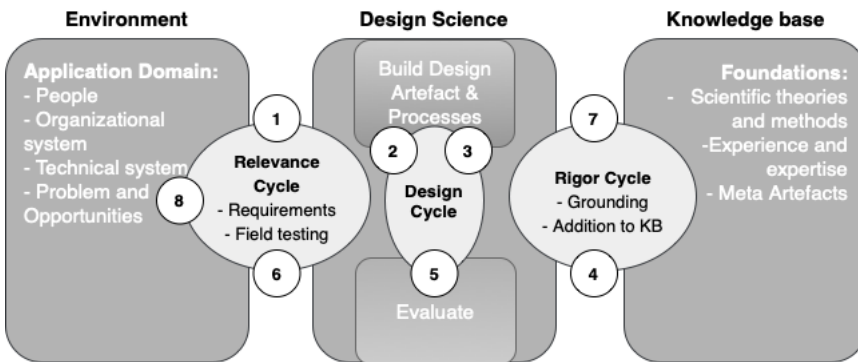 Environment
Design Science
Knowledge base
Application Domain:
- People
- Organizational
system
- Technical system
- Problem and
Opportunities
8
1
Relevance
Cycle
- Requirements
- Field testing
6
Build Design
Artefact &
Processes
2
3
Design
Cycle
5
Evaluate
7
Rigor Cycle
- Grounding
- Addition to KB
4
Foundations:
- Scientific theories
and methods
-Experience and
expertise
- Meta Artefacts